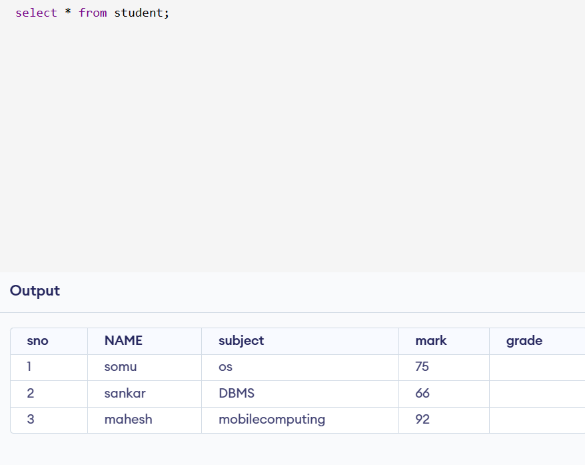 select * from student;
Output
sno NAME subject mark grade
1 somu os 75
2 sankar DBMS 66
3 mahesh mobilecomputing 92